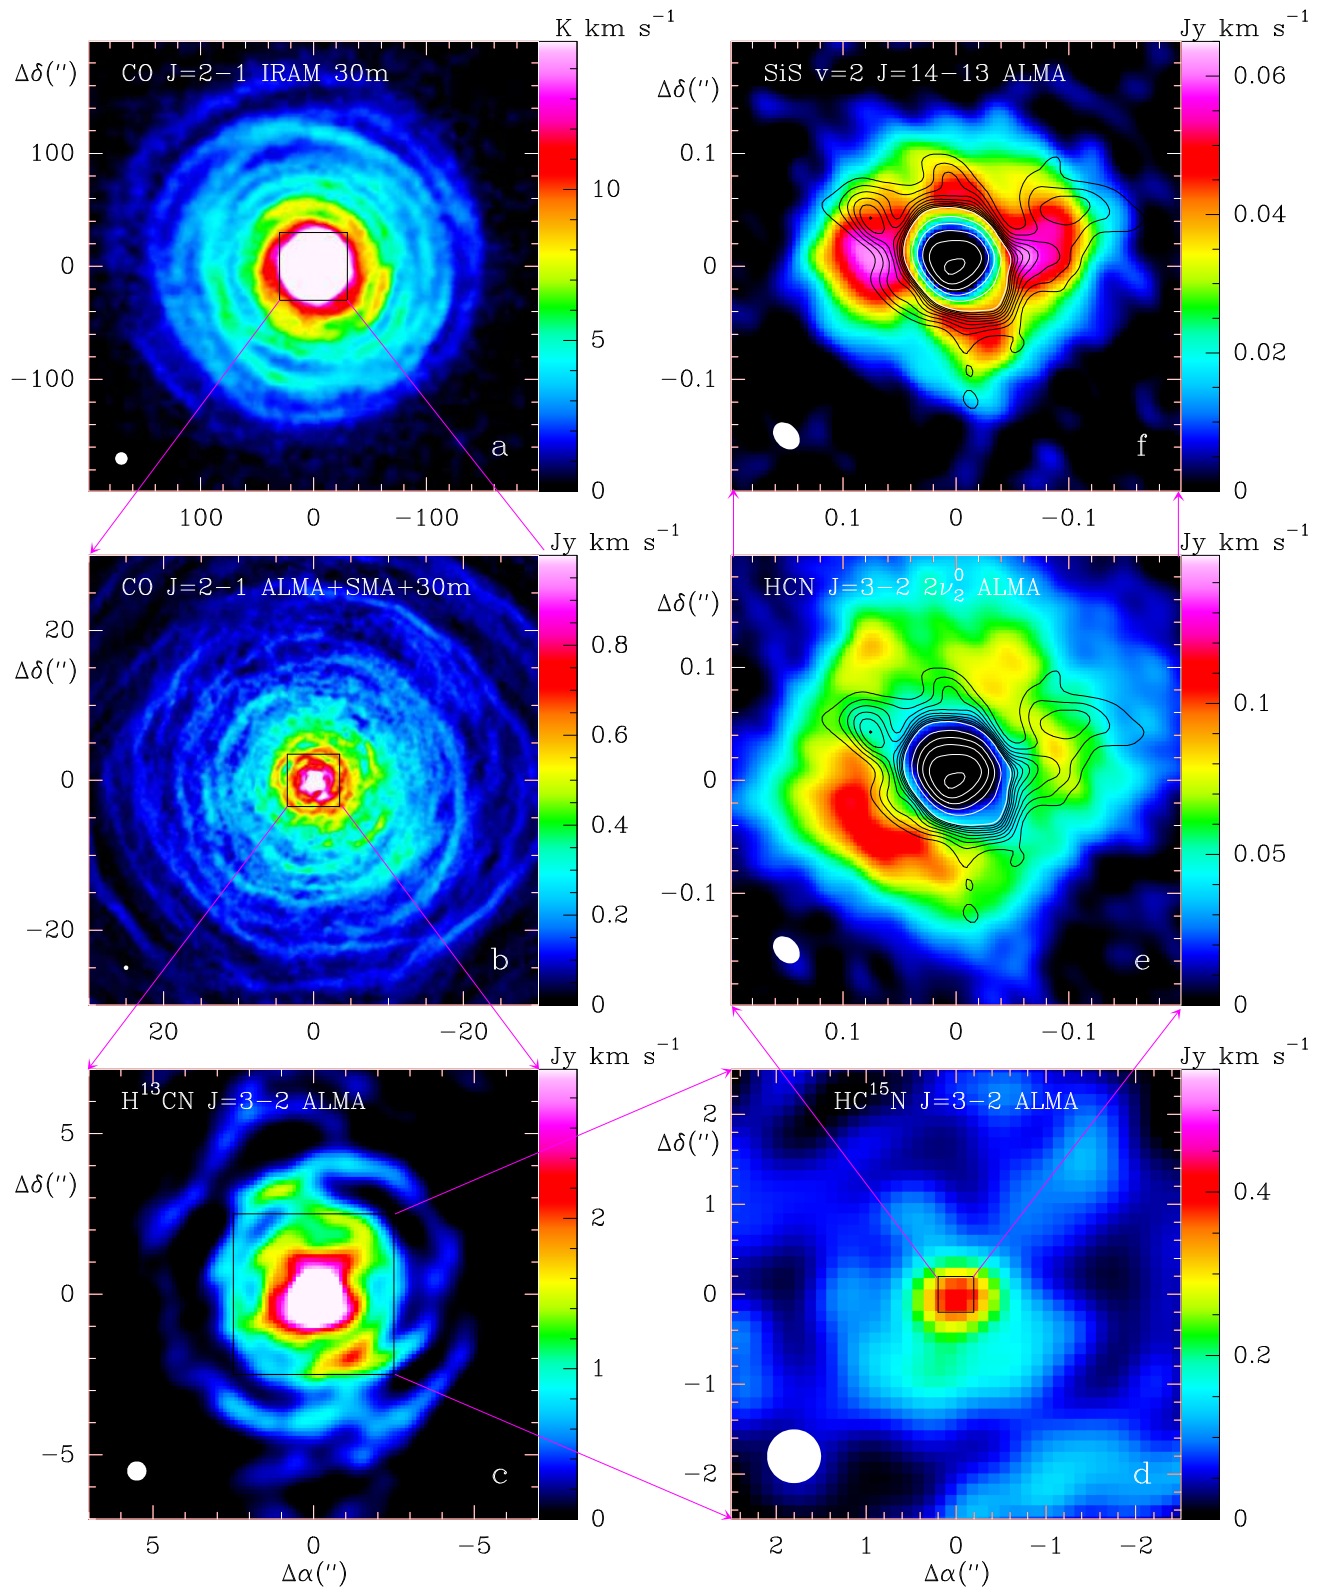 K km s⁻¹
CO J=2−1 IRAM 30m
Δδ(″)
100
0
−100
10
5
0
a
100 0 −100
Jy km s⁻¹
SiS v=2 J=14−13 ALMA
Δδ(″)
0.1
0
−0.1
0.06
0.04
0.02
0
f
0.1 0 −0.1
Jy km s⁻¹
CO J=2−1 ALMA+SMA+30m
20
Δδ(″)
0
−20
0.8
0.6
0.4
0.2
0
b
20 0 −20
Jy km s⁻¹
HCN J=3−2 2ν₂⁰ ALMA
Δδ(″)
0.1
0
−0.1
0.1
0.05
0
e
0.1 0 −0.1
Jy km s⁻¹
H¹³CN J=3−2 ALMA
5
Δδ(″)
0
−5
2
1
0
c
5 0 −5
Δα(″)
Jy km s⁻¹
HC¹⁵N J=3−2 ALMA
2
Δδ(″)
1
0
−1
−2
0.4
0.2
0
d
2 1 0 −1 −2
Δα(″)